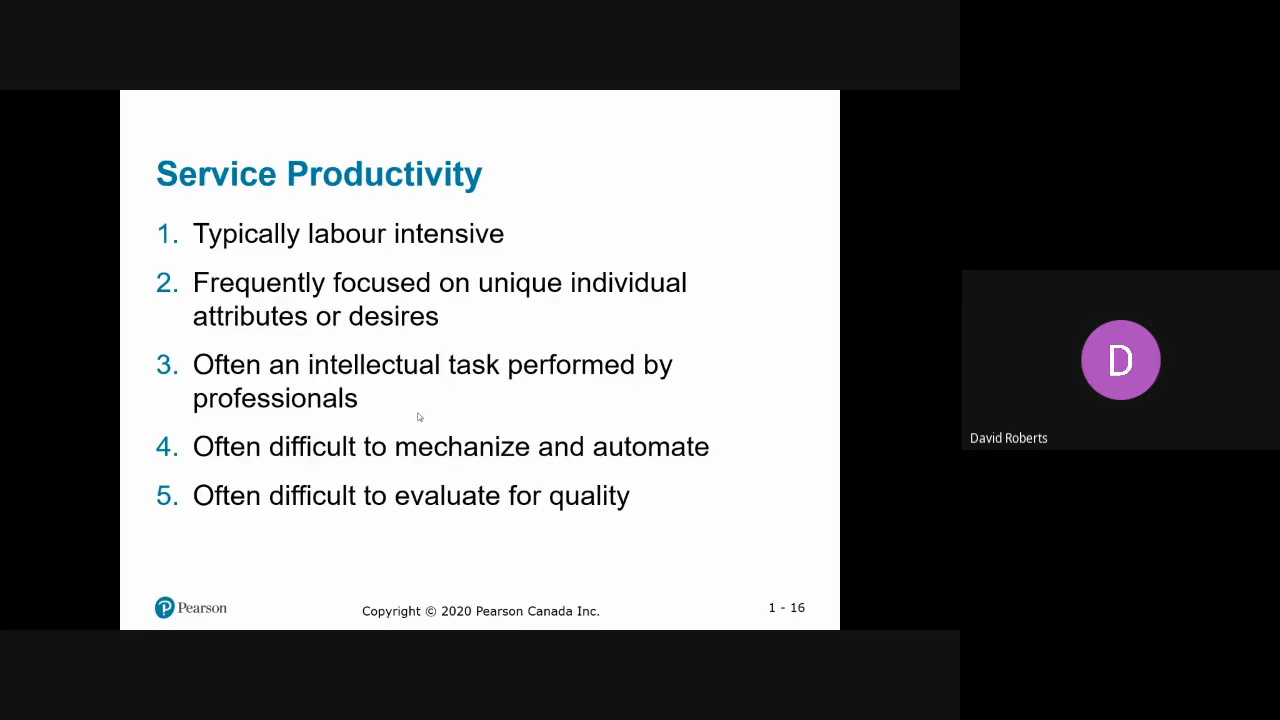 Service Productivity
1. Typically labour intensive
2. Frequently focused on unique individual
attributes or desires
3. Often an intellectual task performed by
professionals
4. Often difficult to mechanize and automate
5. Often difficult to evaluate for quality
P Pearson
Copyright © 2020 Pearson Canada Inc.
1 - 16
D
David Roberts